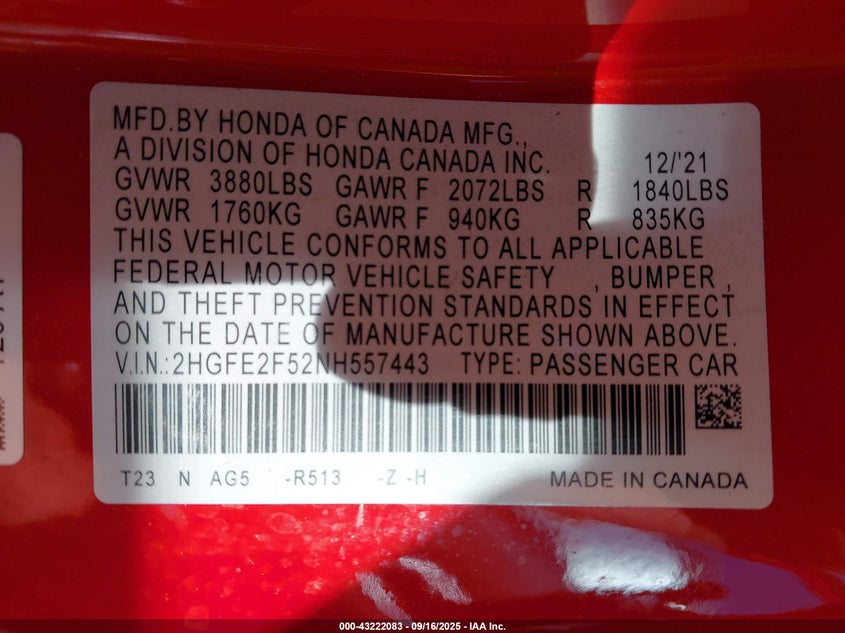 MFD.BY HONDA OF CANADA MFG.,
A DIVISION OF HONDA CANADA INC. 12/'21
GVWR 3880LBS GAWR F 2072LBS R 1840LBS
GVWR 1760KG GAWR F 940KG R 835KG
THIS VEHICLE CONFORMS TO ALL APPLICABLE
FEDERAL MOTOR VEHICLE SAFETY , BUMPER ,
AND THEFT PREVENTION STANDARDS IN EFFECT
ON THE DATE OF MANUFACTURE SHOWN ABOVE.
V.I.N.: 2HGFE2F52NH557443 TYPE: PASSENGER CAR
T23 N AG5 -R513 -Z -H MADE IN CANADA
000-43222083 - 09/16/2025 - IAA Inc.